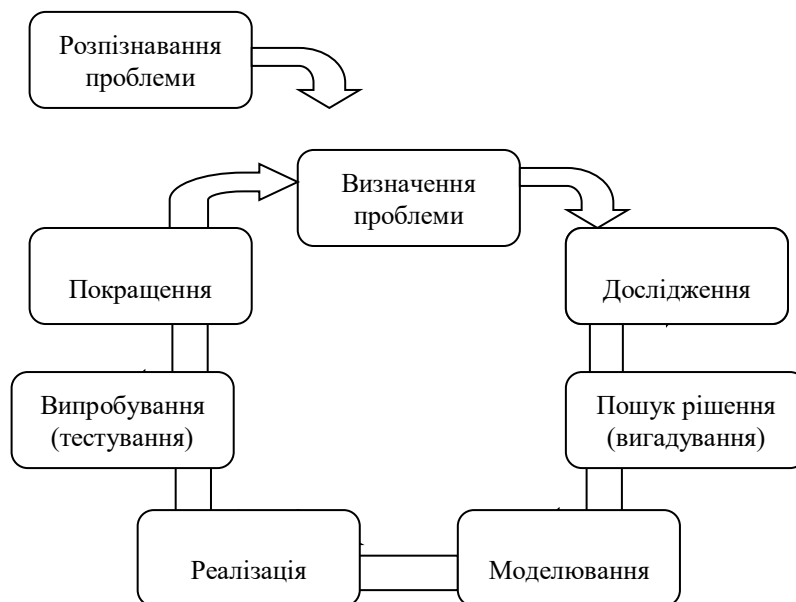 Розпізнавання
проблеми
Визначення
проблеми
Дослідження
Пошук рішення
(вигадування)
Моделювання
Реалізація
Випробування
(тестування)
Покращення